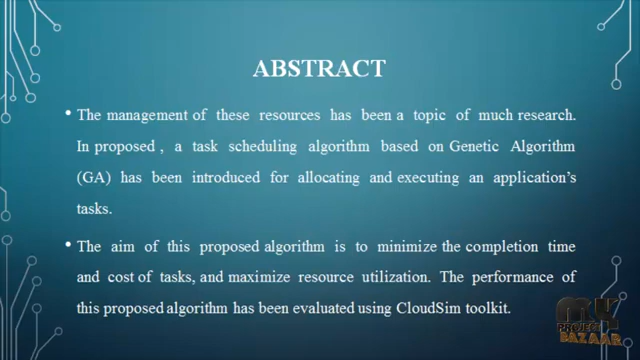 ABSTRACT
• The management of these resources has been a topic of much research.
In proposed , a task scheduling algorithm based on Genetic Algorithm
(GA) has been introduced for allocating and executing an application's
tasks.
• The aim of this proposed algorithm is to minimize the completion time
and cost of tasks, and maximize resource utilization. The performance of
this proposed algorithm has been evaluated using CloudSim toolkit.
MY
PROJECT
BAZAAR